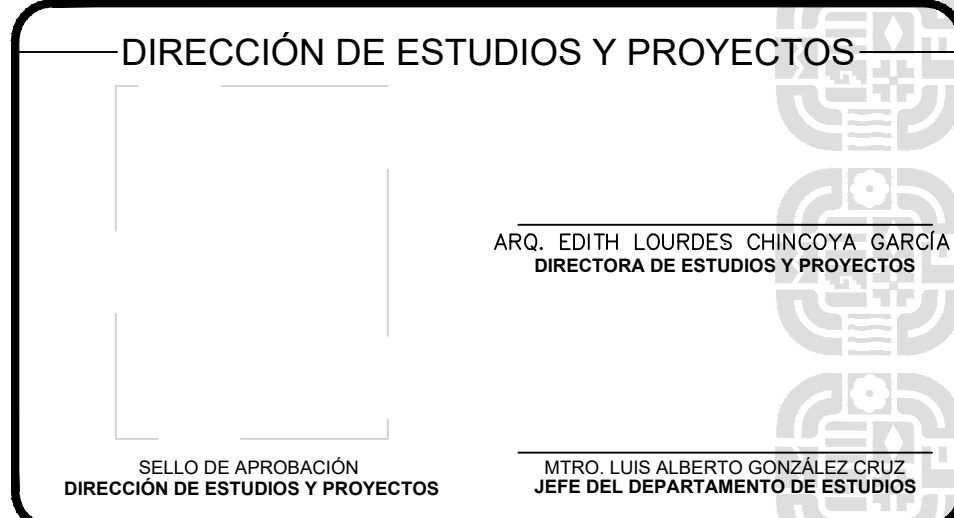 DIRECCIÓN DE ESTUDIOS Y PROYECTOS
ARQ. EDITH LOURDES CHINCOYA GARCÍA
DIRECTORA DE ESTUDIOS Y PROYECTOS
SELLO DE APROBACIÓN
DIRECCIÓN DE ESTUDIOS Y PROYECTOS
MTRO. LUIS ALBERTO GONZÁLEZ CRUZ
JEFE DEL DEPARTAMENTO DE ESTUDIOS